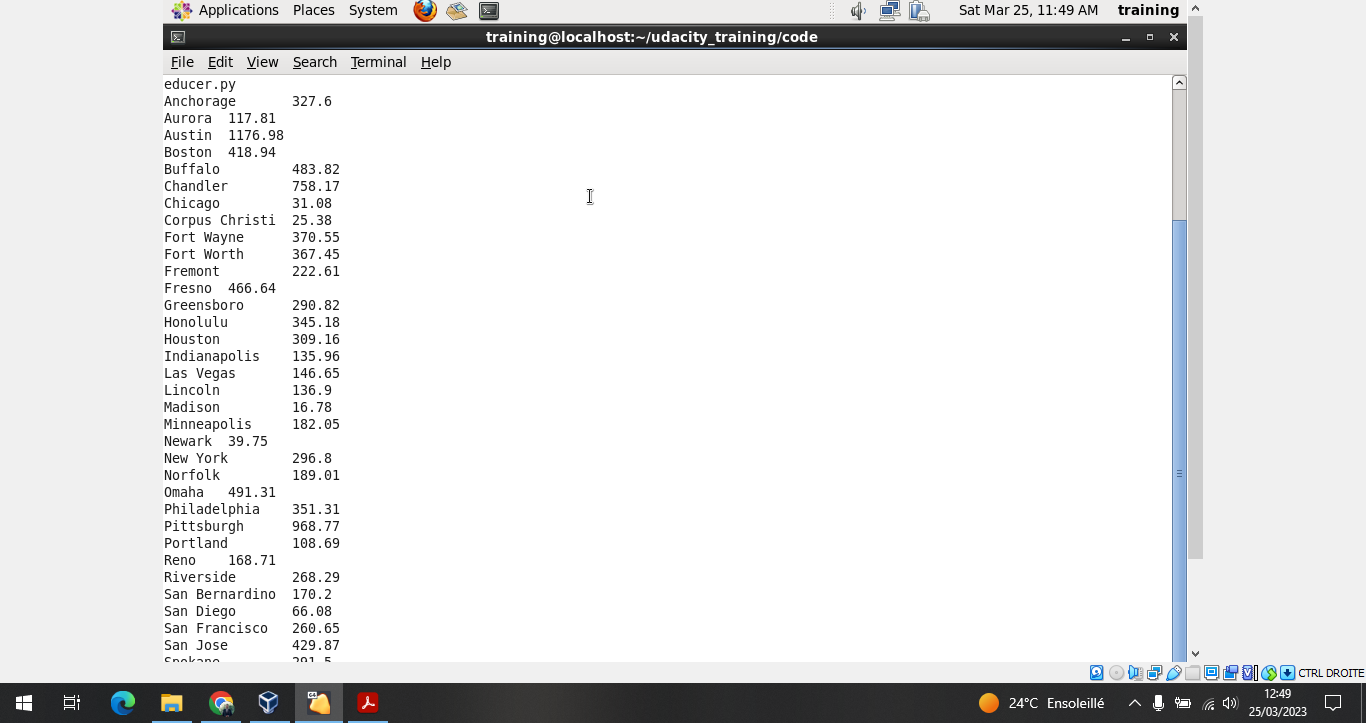 Applications Places System Sat Mar 25, 11:49 AM training
training@localhost:~/udacity_training/code
File Edit View Search Terminal Help
educer.py
Anchorage 327.6
Aurora 117.81
Austin 1176.98
Boston 418.94
Buffalo 483.82
Chandler 758.17
Chicago 31.08
Corpus Christi 25.38
Fort Wayne 370.55
Fort Worth 367.45
Fremont 222.61
Fresno 466.64
Greensboro 290.82
Honolulu 345.18
Houston 309.16
Indianapolis 135.96
Las Vegas 146.65
Lincoln 136.9
Madison 16.78
Minneapolis 182.05
Newark 39.75
New York 296.8
Norfolk 189.01
Omaha 491.31
Philadelphia 351.31
Pittsburgh 968.77
Portland 108.69
Reno 168.71
Riverside 268.29
San Bernardino 170.2
San Diego 66.08
San Francisco 260.65
San Jose 429.87
Spokane 291.5
CTRL DROITE
24°C Ensoleillé 12:49
25/03/2023